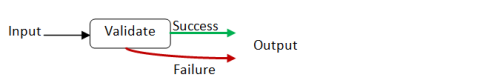 Input
Validate
Success
Failure
Output